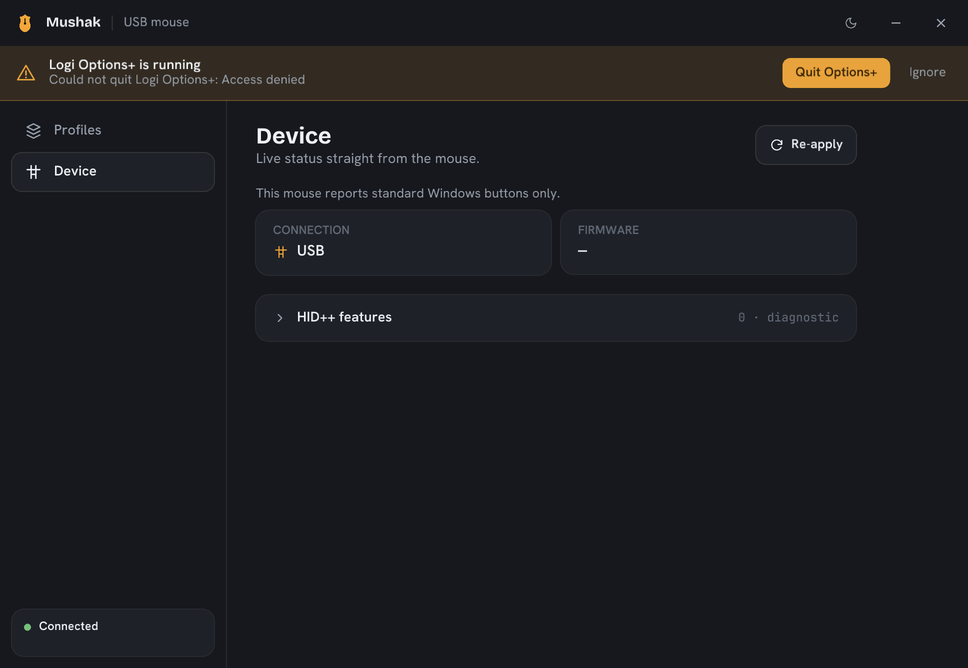 Mushak
USB mouse
Logi Options+ is running
Could not quit Logi Options+: Access denied
Quit Options+
Ignore
Profiles
Device
Device
Live status straight from the mouse.
Re-apply
This mouse reports standard Windows buttons only.
CONNECTION
USB
FIRMWARE
—
HID++ features
0 · diagnostic
Connected